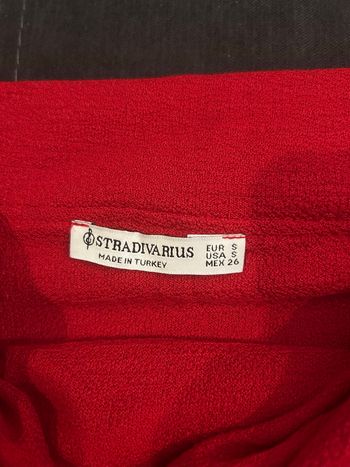 STRADIVARIUS
MADE IN TURKEY
EUR S
USA S
MEX 26